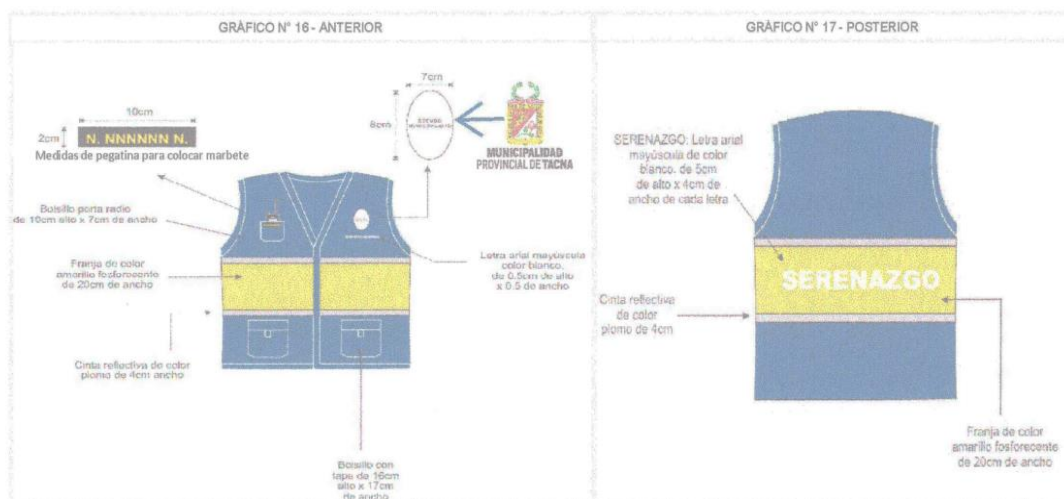 GRÁFICO N° 16 - ANTERIOR
10cm
2cm
N. NNNNNN N.
Medidas de pegatina para colocar marbete
7cm
MUNICIPALIDAD
PROVINCIAL DE TACNA
Bolsillo porta radio
de 10cm alto x 7cm de ancho
Franja de color
amarillo fosforecente
de 20cm de ancho
Cinta reflectiva de color
plomo de 4cm ancho
Letra arial mayúscula
color blanco,
de 0.5cm de alto
x 0.5 de ancho
Bolsillo con
tapa de 16cm
alto x 17cm
de ancho
GRÁFICO N° 17 - POSTERIOR
SERENAZGO: Letra arial
mayúscula de color
blanco, de 5cm
de alto x 4cm de
ancho de cada letra
SERENAZGO
Cinta reflectiva
de color
plomo de 4cm
Franja de color
amarillo fosforecente
de 20cm de ancho